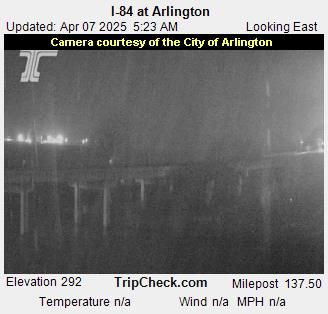 I-84 at Arlington
Updated: Apr 07 2025 5:23 AM Looking East
Camera courtesy of the City of Arlington
Elevation 292 TripCheck.com Milepost 137.50
Temperature n/a Wind n/a MPH n/a